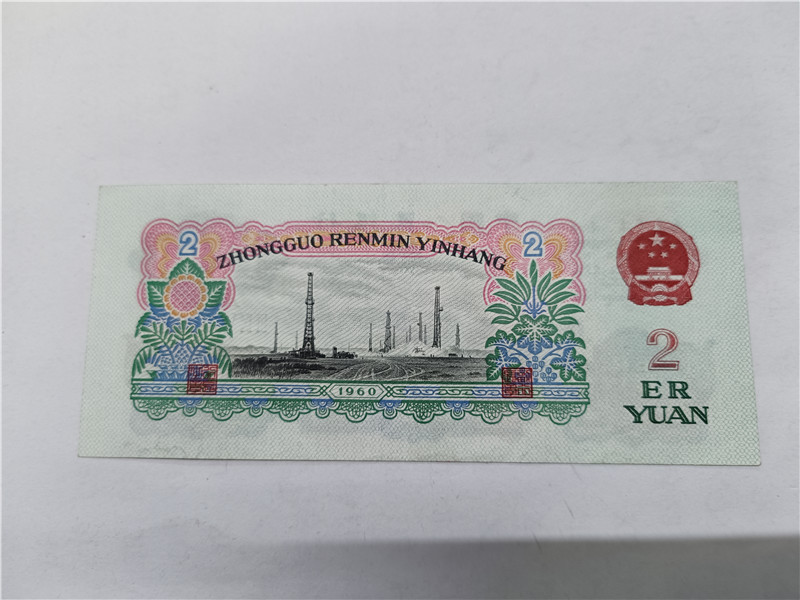 2
2
ZHONGGUO RENMIN YINHANG
1960
2
ER
YUAN